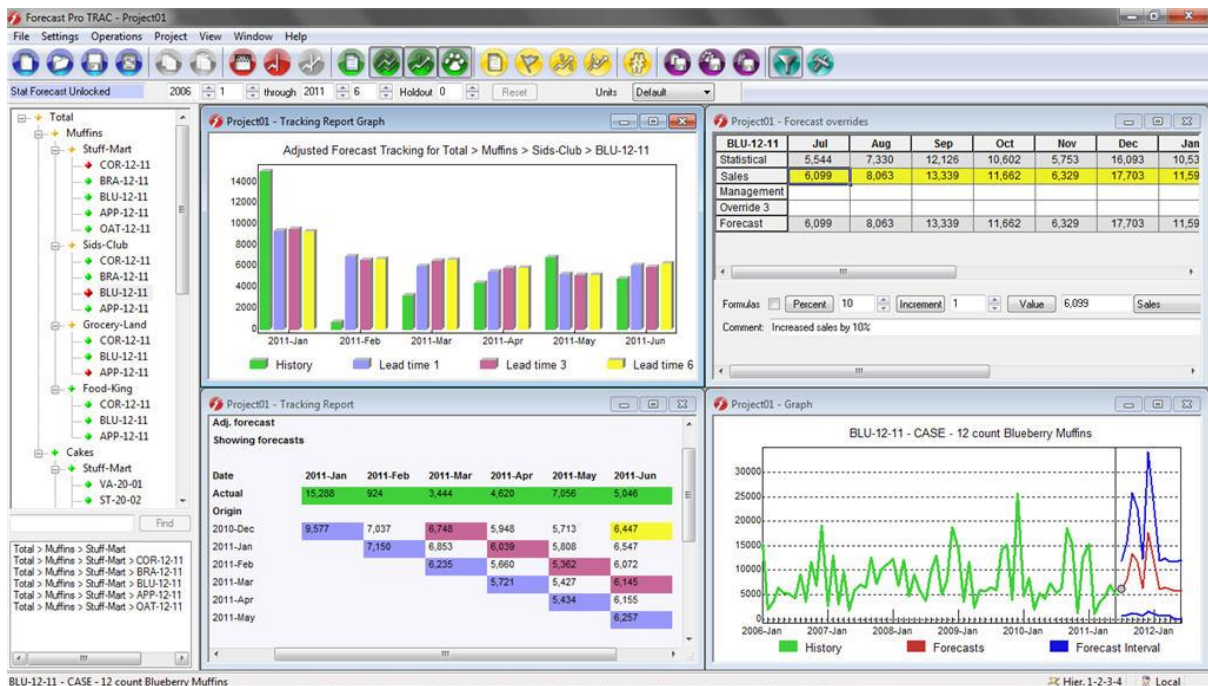 Forecast Pro TRAC - Project01
File Settings Operations Project View Window Help
Stat Forecast Unlocked 2006 1 through 2011 6 Holdout 0 Reset Units Default
Total
Muffins
Stuff-Mart
COR-12-11
BRA-12-11
BLU-12-11
APP-12-11
OAT-12-11
Sids-Club
COR-12-11
BRA-12-11
BLU-12-11
APP-12-11
Grocery-Land
COR-12-11
BLU-12-11
APP-12-11
Food-King
COR-12-11
BLU-12-11
APP-12-11
Cakes
Stuff-Mart
VA-20-01
ST-20-02
Find
Total > Muffins > Stuff-Mart
Total > Muffins > Stuff-Mart > COR-12-11
Total > Muffins > Stuff-Mart > BRA-12-11
Total > Muffins > Stuff-Mart > BLU-12-11
Total > Muffins > Stuff-Mart > APP-12-11
Total > Muffins > Stuff-Mart > OAT-12-11
Project01 - Tracking Report Graph
Adjusted Forecast Tracking for Total > Muffins > Sids-Club > BLU-12-11
14000
12000
10000
8000
6000
4000
2000
0
2011-Jan 2011-Feb 2011-Mar 2011-Apr 2011-May 2011-Jun
History Lead time 1 Lead time 3 Lead time 6
Project01 - Forecast overrides
BLU-12-11 Jul Aug Sep Oct Nov Dec Jan
Statistical 5,544 7,330 12,126 10,602 5,753 16,093 10,53
Sales 6,099 8,063 13,339 11,662 6,329 17,703 11,59
Management
Override 3
Forecast 6,099 8,063 13,339 11,662 6,329 17,703 11,59
Formulas Percent 10 Increment 1 Value 6,099 Sales
Comment: Increased sales by 10%
Project01 - Tracking Report
Adj. forecast
Showing forecasts
Date 2011-Jan 2011-Feb 2011-Mar 2011-Apr 2011-May 2011-Jun
Actual 15,288 924 3,444 4,620 7,056 5,046
Origin
2010-Dec 9,577 7,037 6,748 5,948 5,713 6,447
2011-Jan 7,150 6,853 6,039 5,808 6,547
2011-Feb 6,235 5,660 5,362 6,072
2011-Mar 5,721 5,427 6,145
2011-Apr 5,434 6,155
2011-May 6,257
Project01 - Graph
BLU-12-11 - CASE - 12 count Blueberry Muffins
30000
25000
20000
15000
10000
5000
0
2006-Jan 2007-Jan 2008-Jan 2009-Jan 2010-Jan 2011-Jan 2012-Jan
History Forecasts Forecast Interval
BLU-12-11 - CASE - 12 count Blueberry Muffins Hier. 1-2-3-4 Local